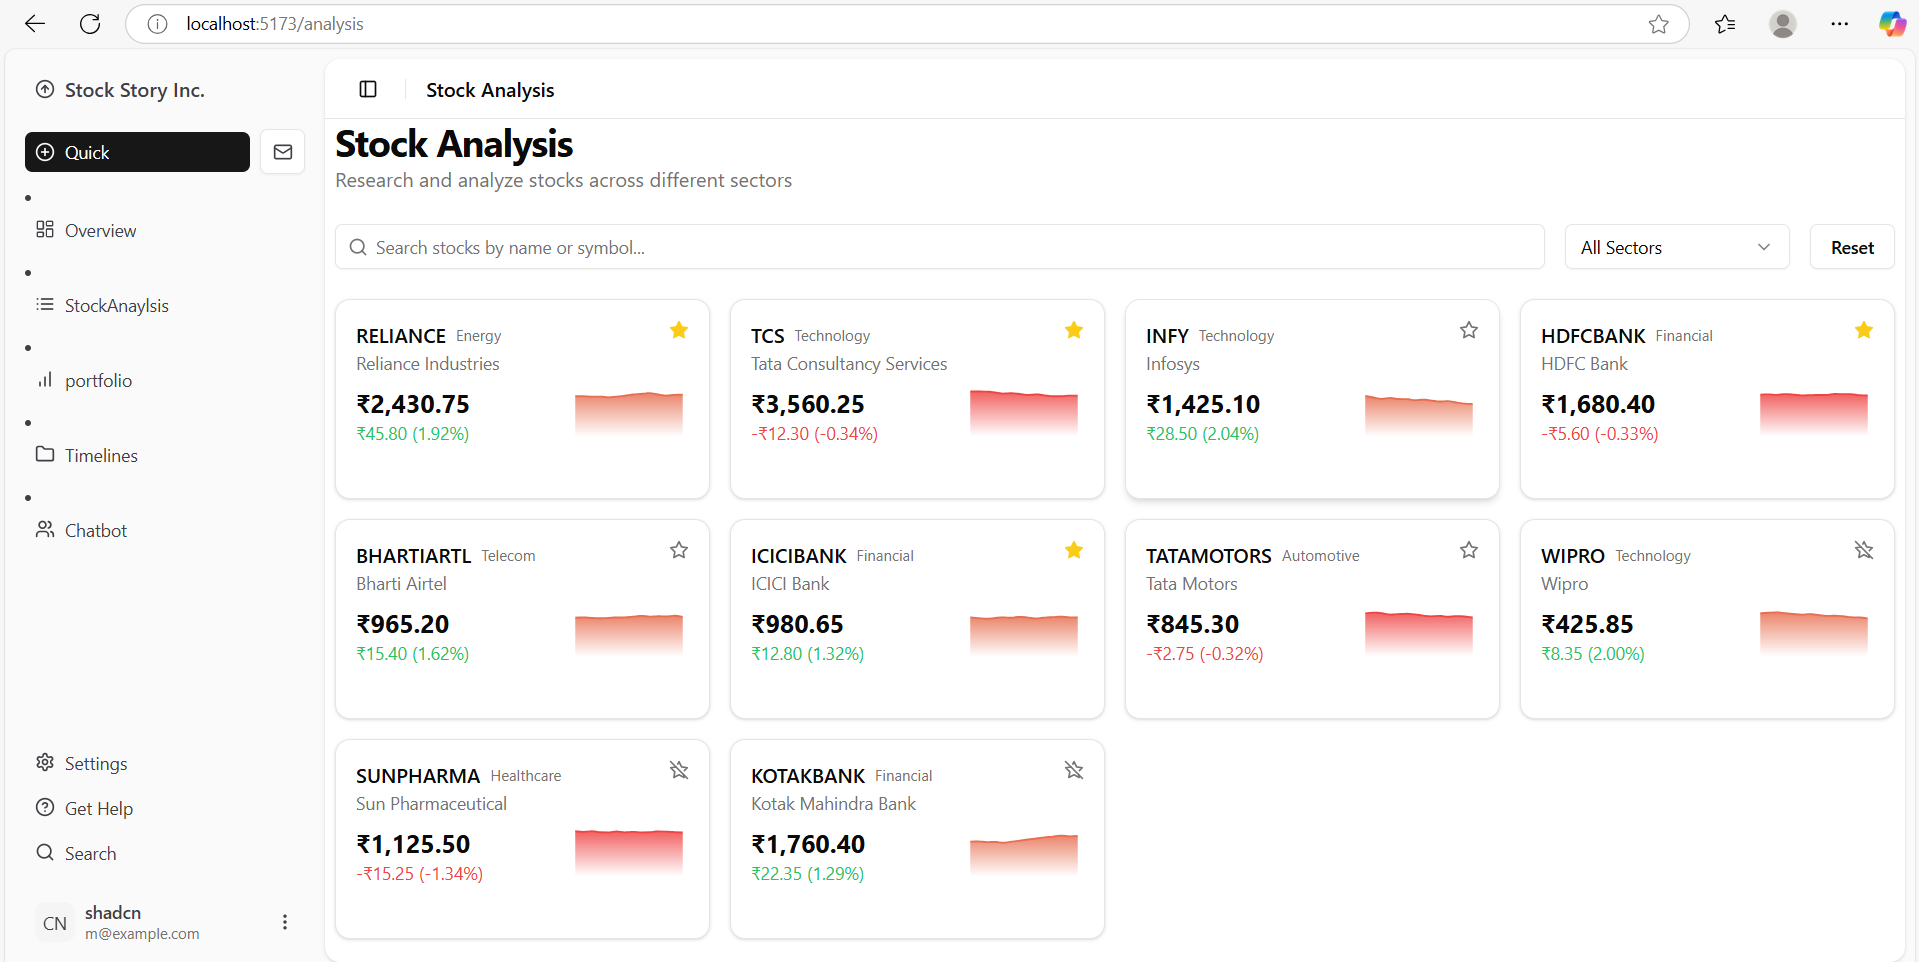 localhost:5173/analysis
Stock Story Inc.
Quick
Overview
StockAnaylsis
portfolio
Timelines
Chatbot
Settings
Get Help
Search
CN
shadcn
m@example.com
Stock Analysis
Stock Analysis
Research and analyze stocks across different sectors
Search stocks by name or symbol...
All Sectors
Reset
RELIANCE Energy
Reliance Industries
₹2,430.75
₹45.80 (1.92%)
TCS Technology
Tata Consultancy Services
₹3,560.25
-₹12.30 (-0.34%)
INFY Technology
Infosys
₹1,425.10
₹28.50 (2.04%)
HDFCBANK Financial
HDFC Bank
₹1,680.40
-₹5.60 (-0.33%)
BHARTIARTL Telecom
Bharti Airtel
₹965.20
₹15.40 (1.62%)
ICICIBANK Financial
ICICI Bank
₹980.65
₹12.80 (1.32%)
TATAMOTORS Automotive
Tata Motors
₹845.30
-₹2.75 (-0.32%)
WIPRO Technology
Wipro
₹425.85
₹8.35 (2.00%)
SUNPHARMA Healthcare
Sun Pharmaceutical
₹1,125.50
-₹15.25 (-1.34%)
KOTAKBANK Financial
Kotak Mahindra Bank
₹1,760.40
₹22.35 (1.29%)